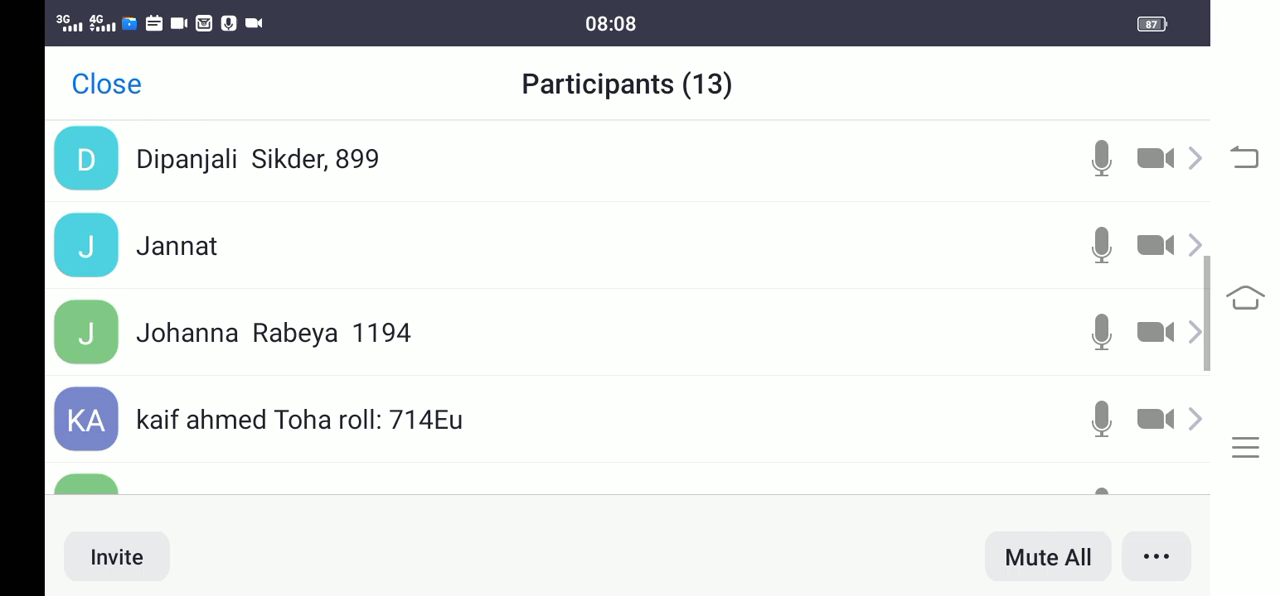 3G 4G 08:08 87
Close Participants (13)
D Dipanjali Sikder, 899
J Jannat
J Johanna Rabeya 1194
KA kaif ahmed Toha roll: 714Eu
Invite Mute All ...